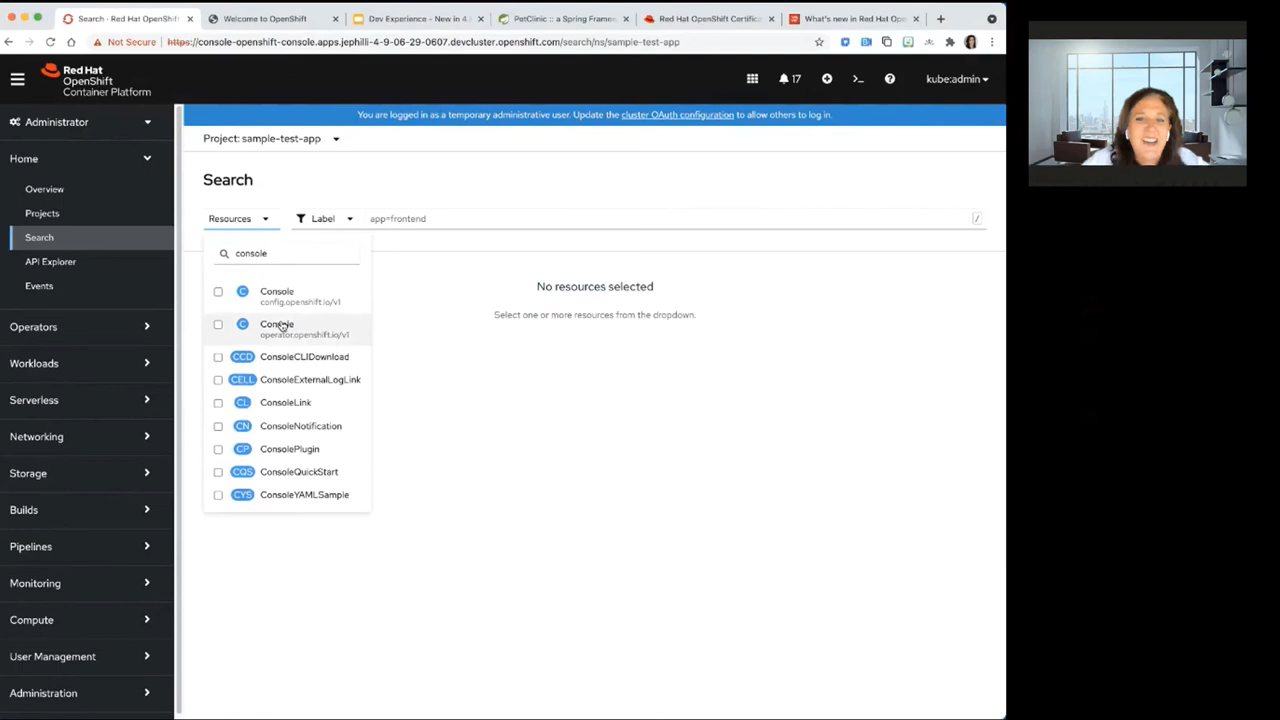 Search · Red Hat OpenShift
Welcome to OpenShift
Dev Experience - New in 4.
PetClinic :: a Spring Framew
Red Hat OpenShift Certifica
What's new in Red Hat Open
Not Secure
https://console-openshift-console.apps.jephilli-4-9-06-29-0607.devcluster.openshift.com/search/ns/sample-test-app
Red Hat
OpenShift
Container Platform
17
kube:admin
Administrator
Home
Overview
Projects
Search
API Explorer
Events
Operators
Workloads
Serverless
Networking
Storage
Builds
Pipelines
Monitoring
Compute
User Management
Administration
You are logged in as a temporary administrative user. Update the cluster OAuth configuration to allow others to log in.
Project: sample-test-app
Search
Resources
Label
app=frontend
/
console
C Console
config.openshift.io/v1
C Console
operator.openshift.io/v1
CCD ConsoleCLIDownload
CELL ConsoleExternalLogLink
CL ConsoleLink
CN ConsoleNotification
CP ConsolePlugin
CQS ConsoleQuickStart
CYS ConsoleYAMLSample
No resources selected
Select one or more resources from the dropdown.